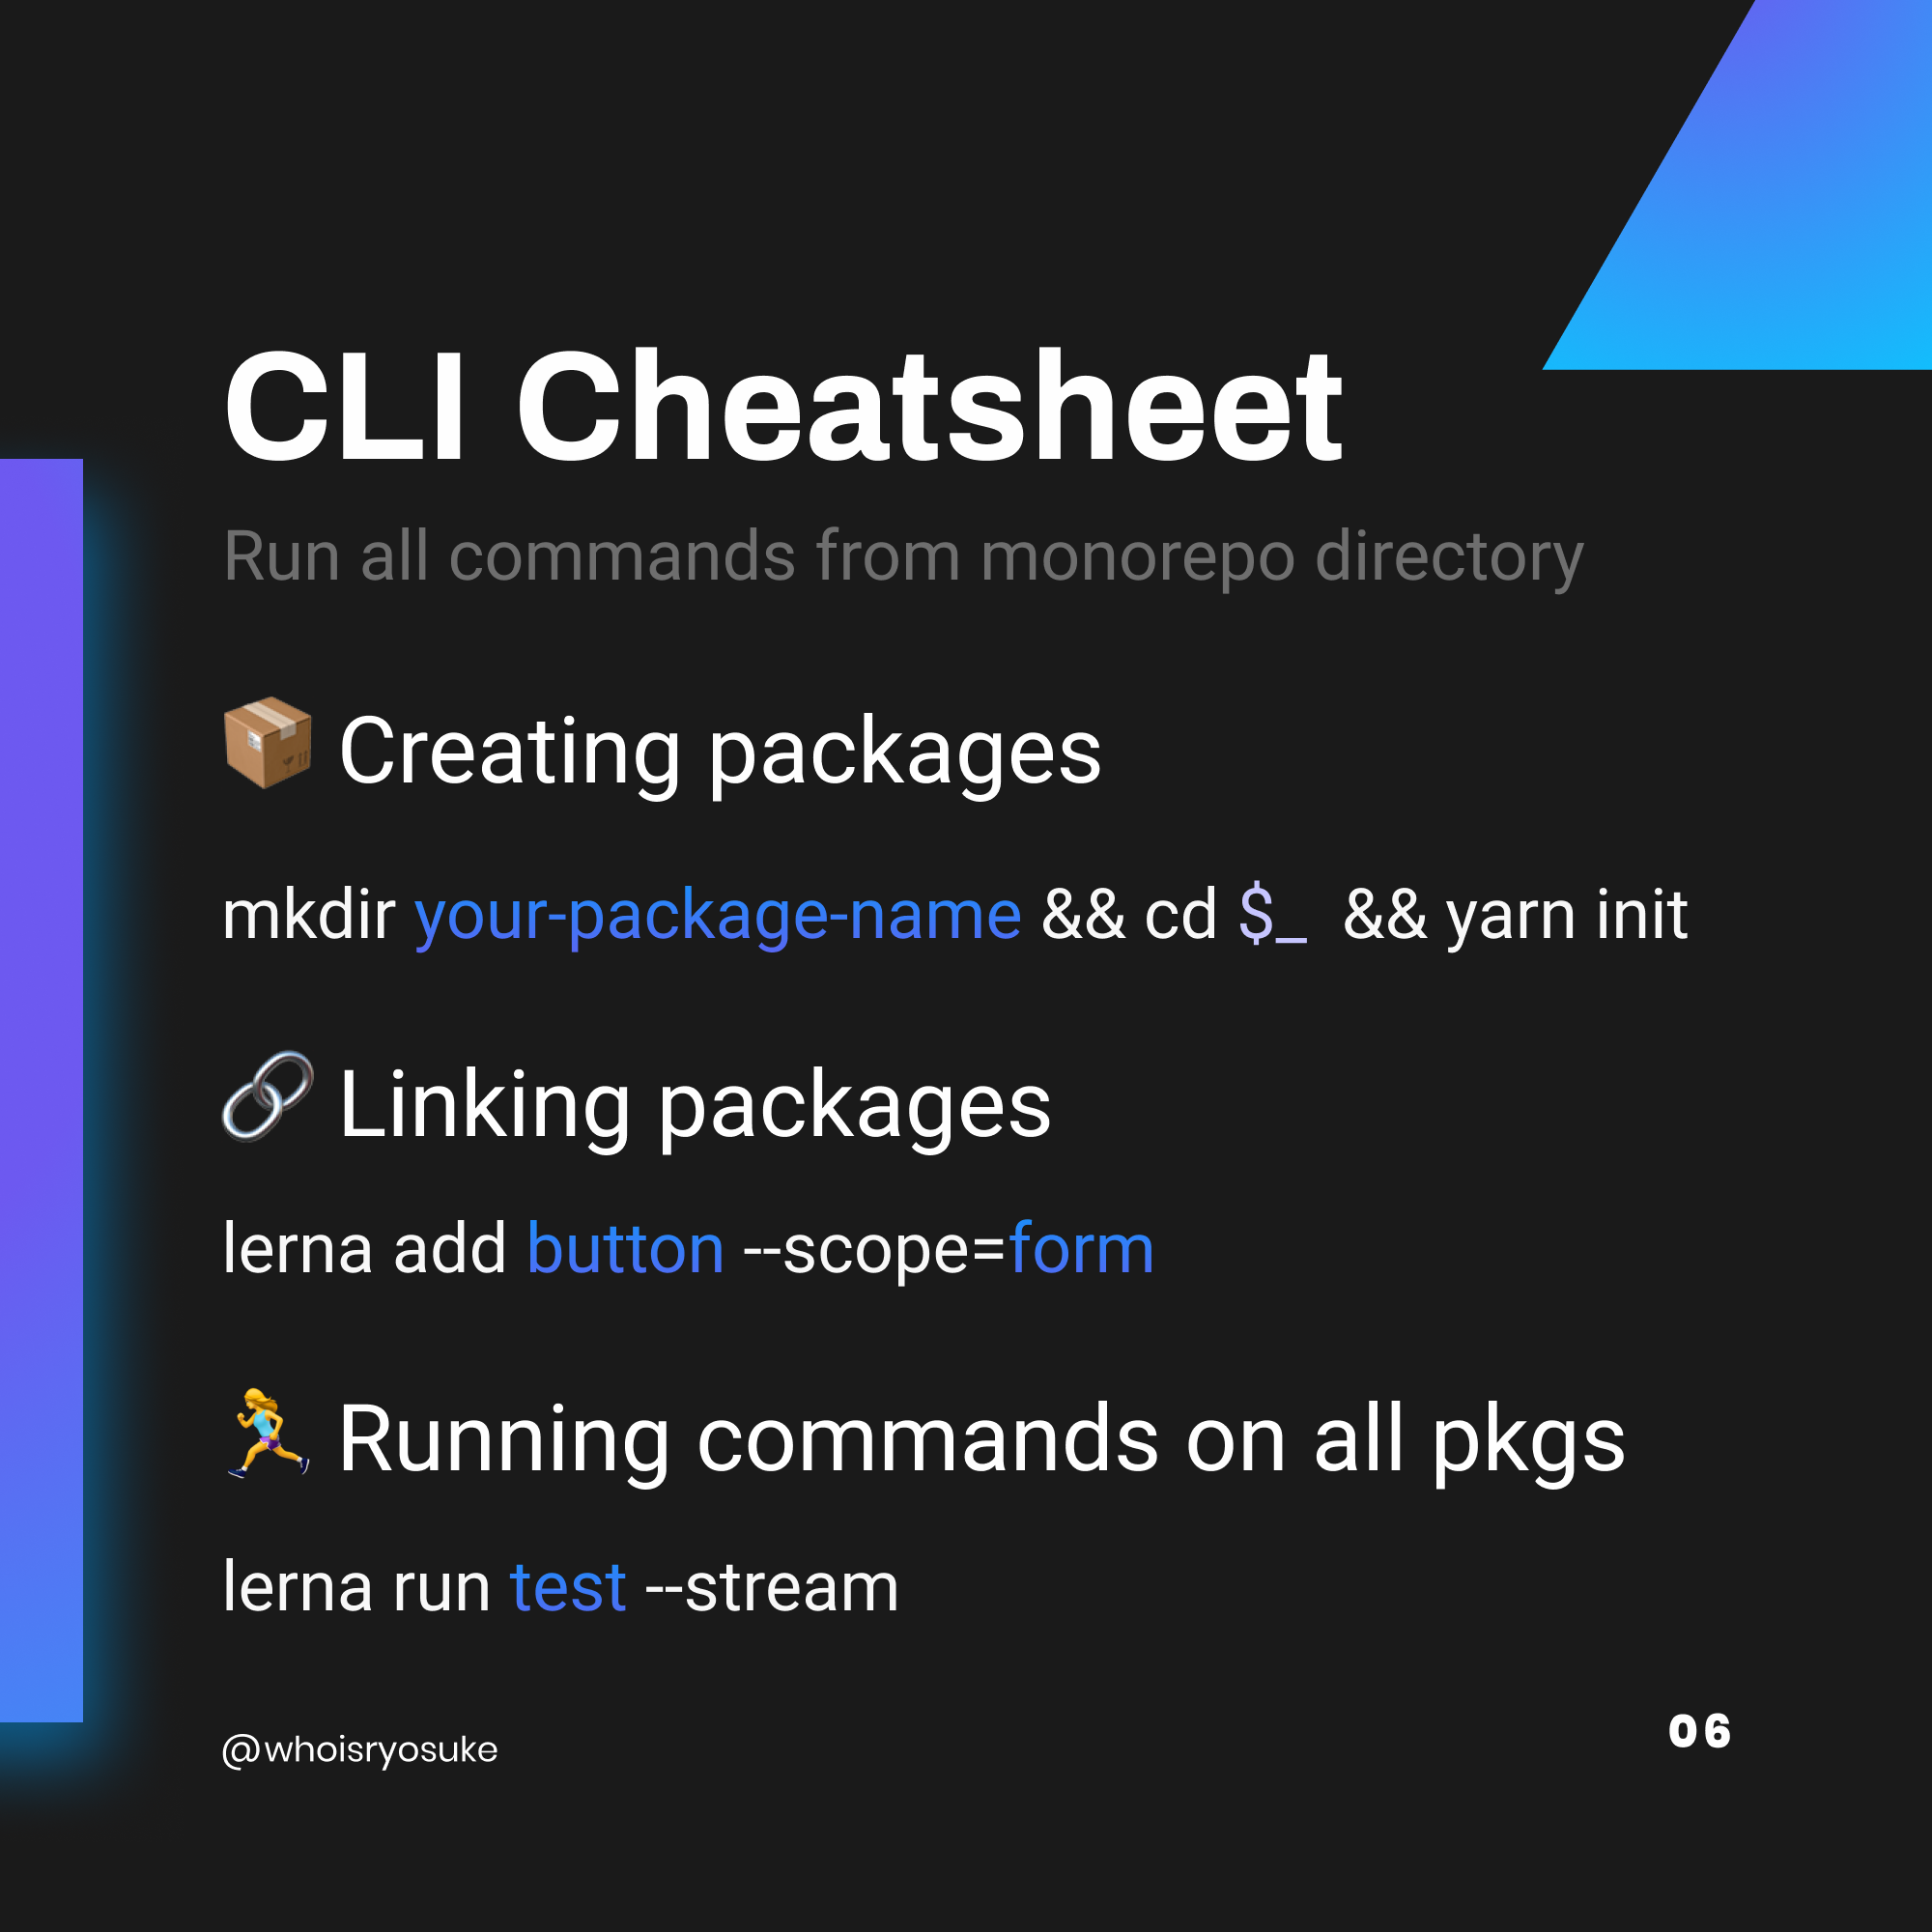 CLI Cheatsheet
Run all commands from monorepo directory
📦 Creating packages
mkdir your-package-name && cd $_ && yarn init
🔗 Linking packages
lerna add button --scope=form
🏃‍♀️ Running commands on all pkgs
lerna run test --stream
@whoisryosuke
06